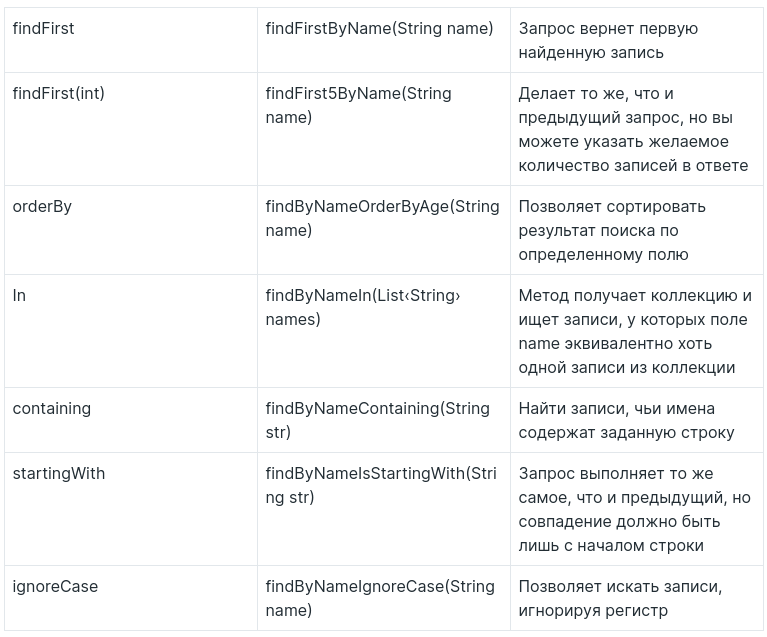 findFirst
findFirstByName(String name)
Запрос вернет первую
найденную запись
findFirst(int)
findFirst5ByName(String
name)
Делает то же, что и
предыдущий запрос, но вы
можете указать желаемое
количество записей в ответе
orderBy
findByNameOrderByAge(String
name)
Позволяет сортировать
результат поиска по
определенному полю
In
findByNameIn(List‹String›
names)
Метод получает коллекцию и
ищет записи, у которых поле
name эквивалентно хоть
одной записи из коллекции
containing
findByNameContaining(String
str)
Найти записи, чьи имена
содержат заданную строку
startingWith
findByNameIsStartingWith(Stri
ng str)
Запрос выполняет то же
самое, что и предыдущий, но
совпадение должно быть
лишь с началом строки
ignoreCase
findByNameIgnoreCase(String
name)
Позволяет искать записи,
игнорируя регистр